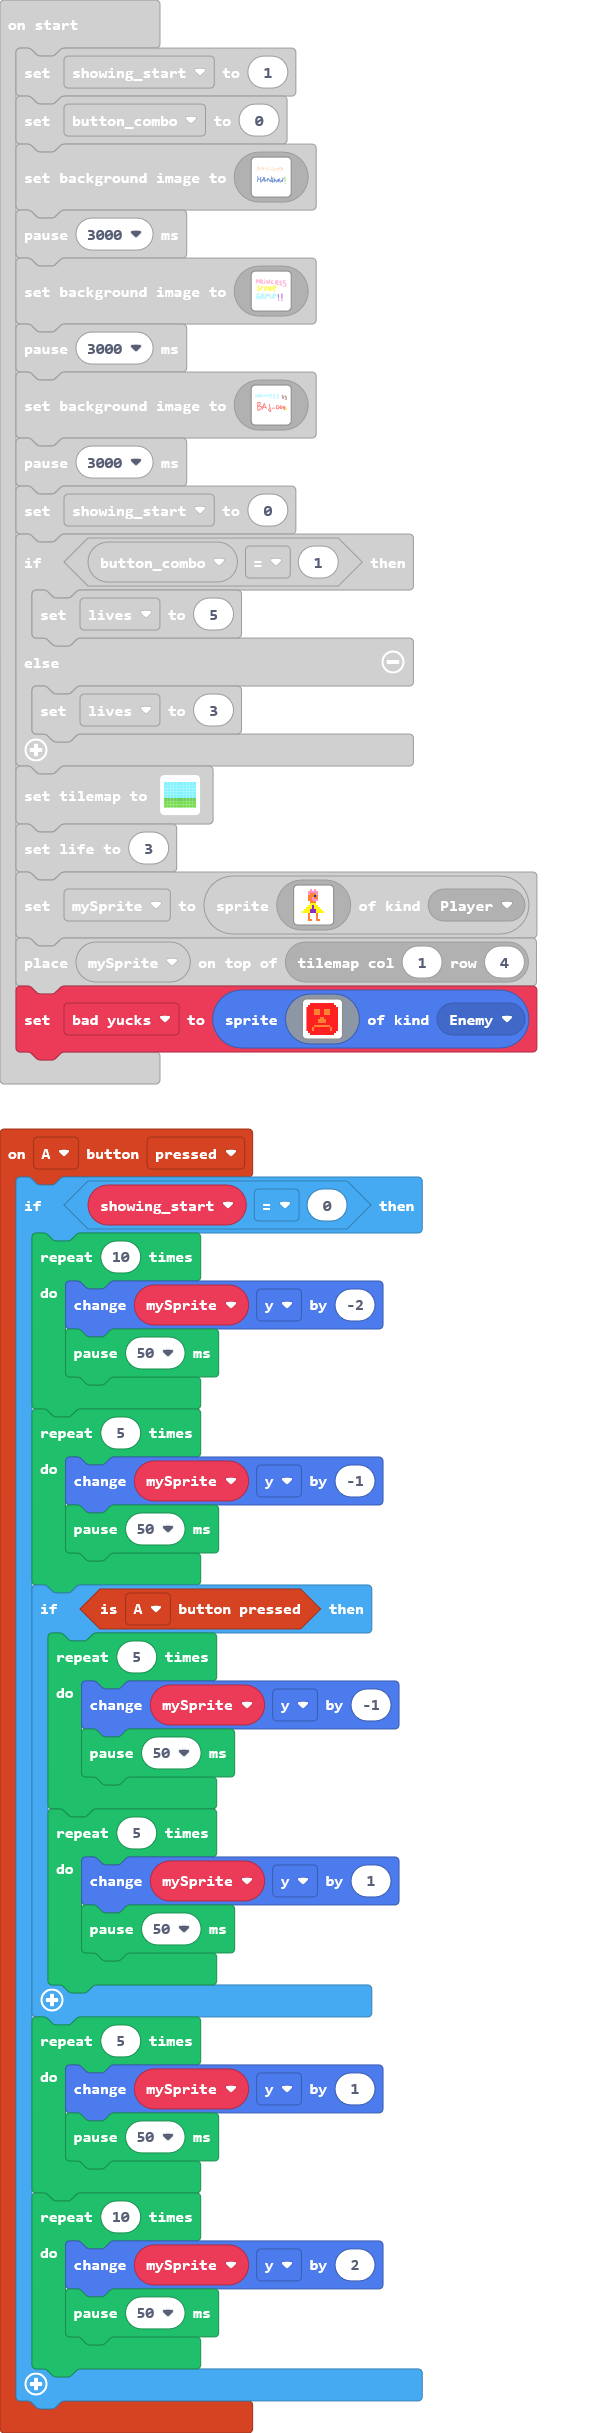 on start
set showing_start to 1
set button_combo to 0
set background image to
pause 3000 ms
set background image to PRINCESS
pause 3000 ms
set background image to
pause 3000 ms
set showing_start to 0
if button_combo = 1 then
set lives to 5
else
set lives to 3
set tilemap to
set life to 3
set mySprite to sprite of kind Player
place mySprite on top of tilemap col 1 row 4
set bad yucks to sprite of kind Enemy
on A button pressed
if showing_start = 0 then
repeat 10 times
do change mySprite y by -2
pause 50 ms
repeat 5 times
do change mySprite y by -1
pause 50 ms
if is A button pressed then
repeat 5 times
do change mySprite y by -1
pause 50 ms
repeat 5 times
do change mySprite y by 1
pause 50 ms
repeat 5 times
do change mySprite y by 1
pause 50 ms
repeat 10 times
do change mySprite y by 2
pause 50 ms